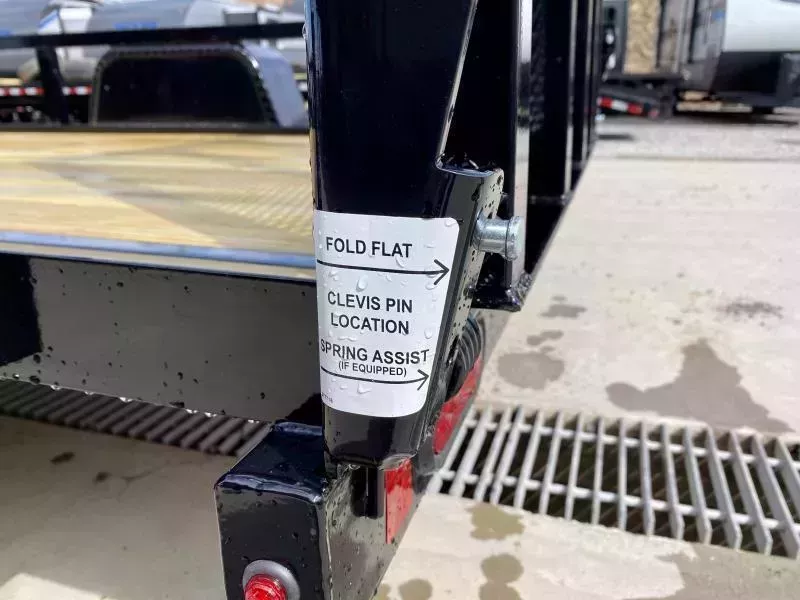 FOLD FLAT
CLEVIS PIN
LOCATION
SPRING ASSIST
(IF EQUIPPED)